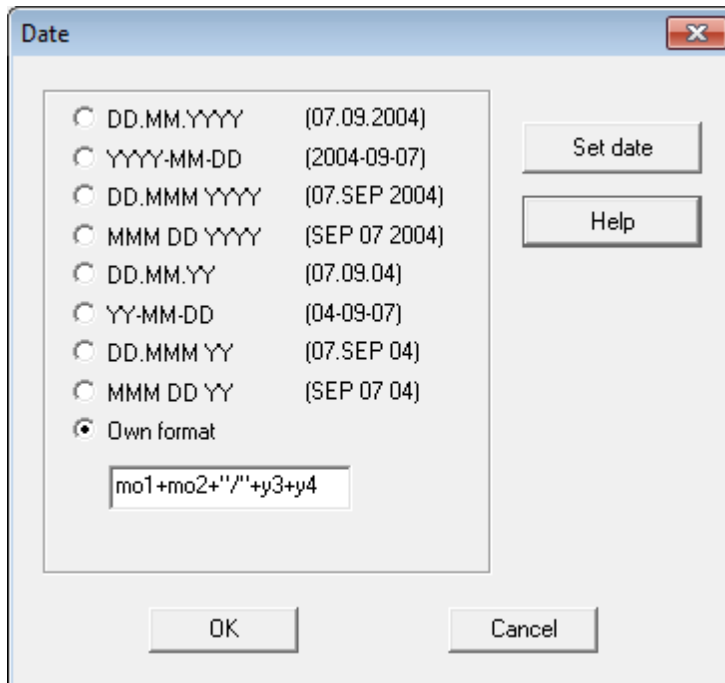 Date
DD.MM.YYYY (07.09.2004)
YYYY-MM-DD (2004-09-07)
DD.MMM YYYY (07.SEP 2004)
MMM DD YYYY (SEP 07 2004)
DD.MM.YY (07.09.04)
YY-MM-DD (04-09-07)
DD.MMM YY (07.SEP 04)
MMM DD YY (SEP 07 04)
Own format
mo1+mo2+"/"+y3+y4
Set date
Help
OK Cancel